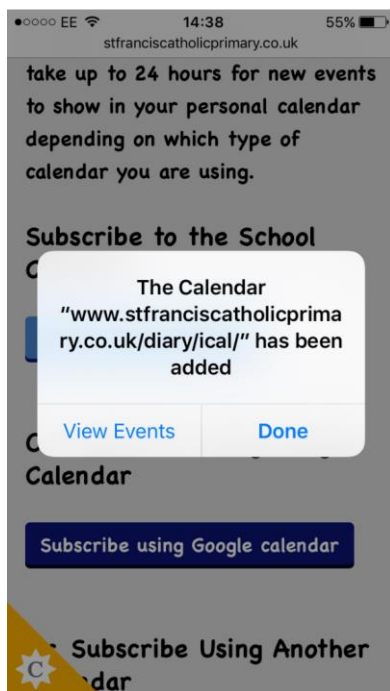 ●○○○○ EE 14:38 55%
stfranciscatholicprimary.co.uk
take up to 24 hours for new events
to show in your personal calendar
depending on which type of
calendar you are using.
Subscribe to the School
C
The Calendar
"www.stfranciscatholicprima
ry.co.uk/diary/ical/" has been
added
View Events Done
Calendar
Subscribe using Google calendar
Subscribe Using Another
dar
C